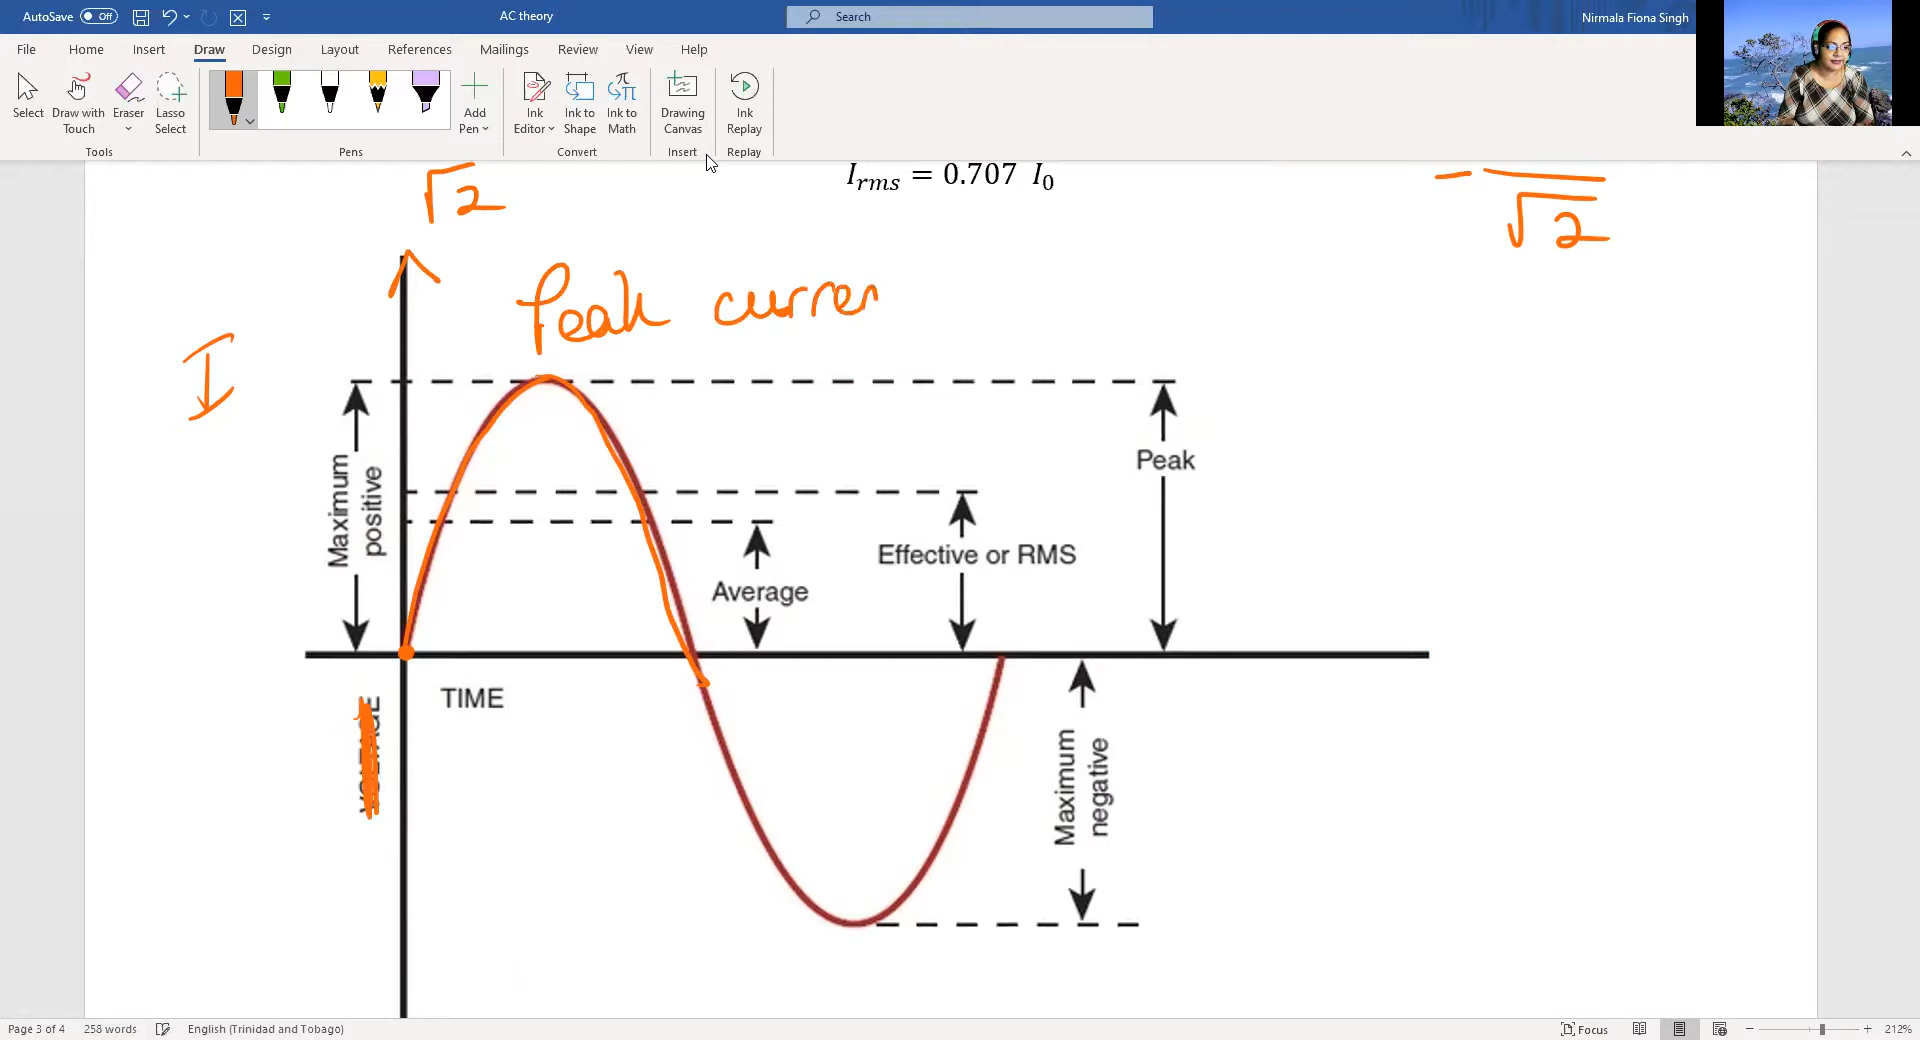 AutoSave Off AC theory Search Nirmala Fiona Singh
File Home Insert Draw Design Layout References Mailings Review View Help
Select Draw with Touch Eraser Lasso Select Add Pen Ink Editor Ink to Shape Ink to Math Drawing Canvas Ink Replay
Tools Pens Convert Insert Replay
I_rms = 0.707 I_0
√2
√2
Peak curren
I
Maximum positive
Peak
Effective or RMS
Average
TIME
VOLTAGE
Maximum negative
Page 3 of 4 258 words English (Trinidad and Tobago) Focus 212%